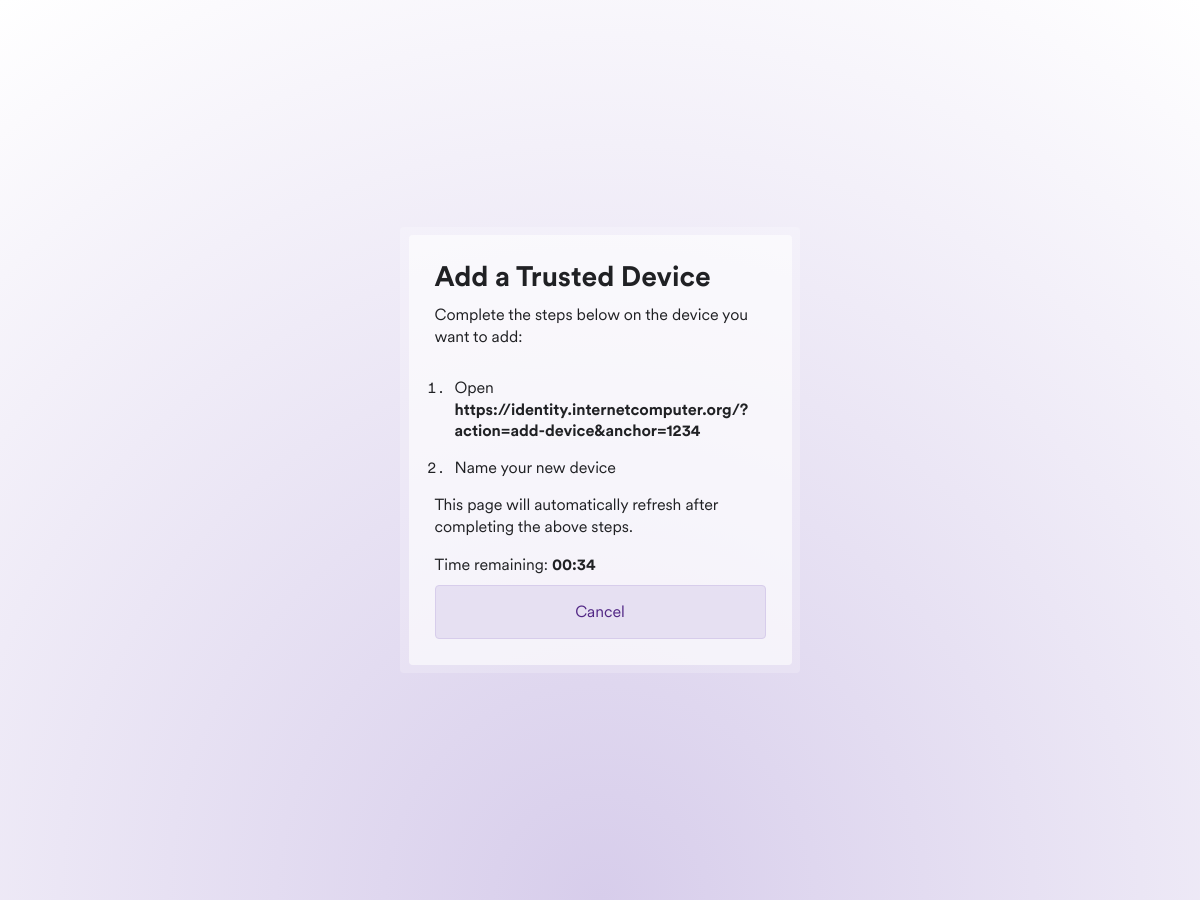 Add a Trusted Device
Complete the steps below on the device you
want to add:
1. Open
https://identity.internetcomputer.org/?
action=add-device&anchor=1234
2. Name your new device
This page will automatically refresh after
completing the above steps.
Time remaining: 00:34
Cancel